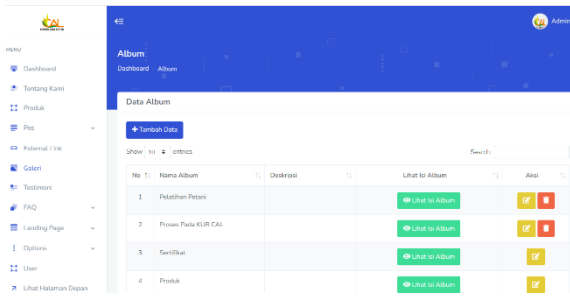 CAL
Admin
MENU
Dashboard
Tentang Kami
Produk
Pos
External Link
Galeri
Testimoni
FAQ
Landing Page
Options
User
Lihat Halaman Depan
Album
Dashboard Album
Data Album
+ Tambah Data
Show 10 entries
Search:
No Nama Album Deskripsi Lihat Isi Album Aksi
1 Pelatihan Petani Lihat Isi Album
2 Proses Pada KUB CAL Lihat Isi Album
3 Sertifikat Lihat Isi Album
4 Produk Lihat Isi Album